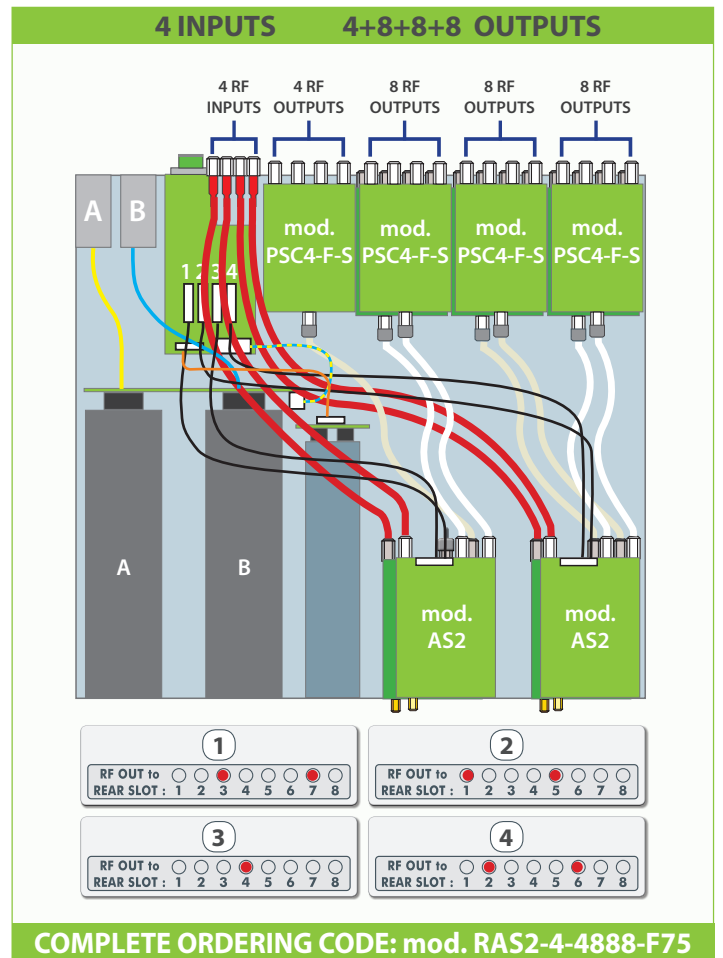 4 INPUTS 4+8+8+8 OUTPUTS
4 RF INPUTS
4 RF OUTPUTS
8 RF OUTPUTS
8 RF OUTPUTS
8 RF OUTPUTS
A B
mod. PSC4-F-S
mod. PSC4-F-S
mod. PSC4-F-S
mod. PSC4-F-S
1 2 3 4
A
B
mod. AS2
mod. AS2
1
RF OUT to
REAR SLOT : 1 2 3 4 5 6 7 8
2
RF OUT to
REAR SLOT : 1 2 3 4 5 6 7 8
3
RF OUT to
REAR SLOT : 1 2 3 4 5 6 7 8
4
RF OUT to
REAR SLOT : 1 2 3 4 5 6 7 8
COMPLETE ORDERING CODE: mod. RAS2-4-4888-F75